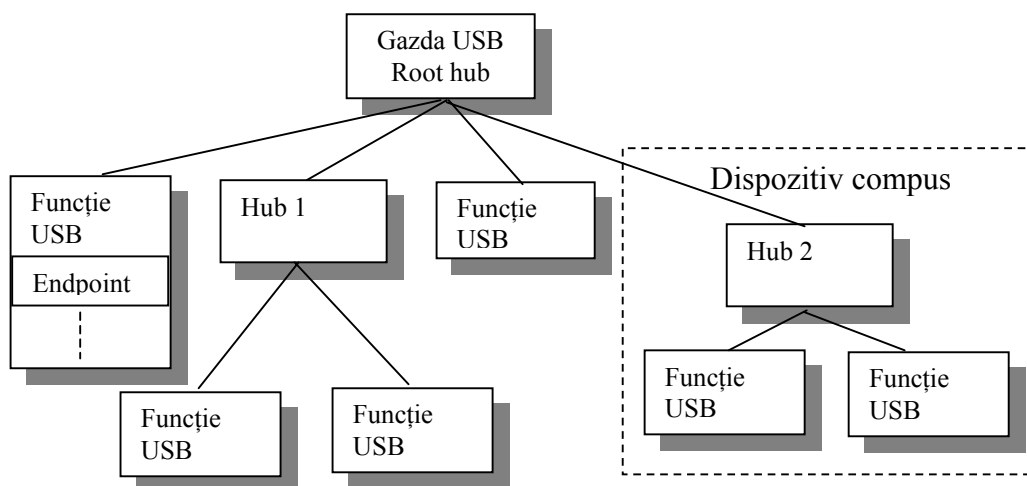 Gazda USB
Root hub
Funcție
USB
Endpoint
Hub 1
Funcție
USB
Dispozitiv compus
Hub 2
Funcție
USB
Funcție
USB
Funcție
USB
Funcție
USB